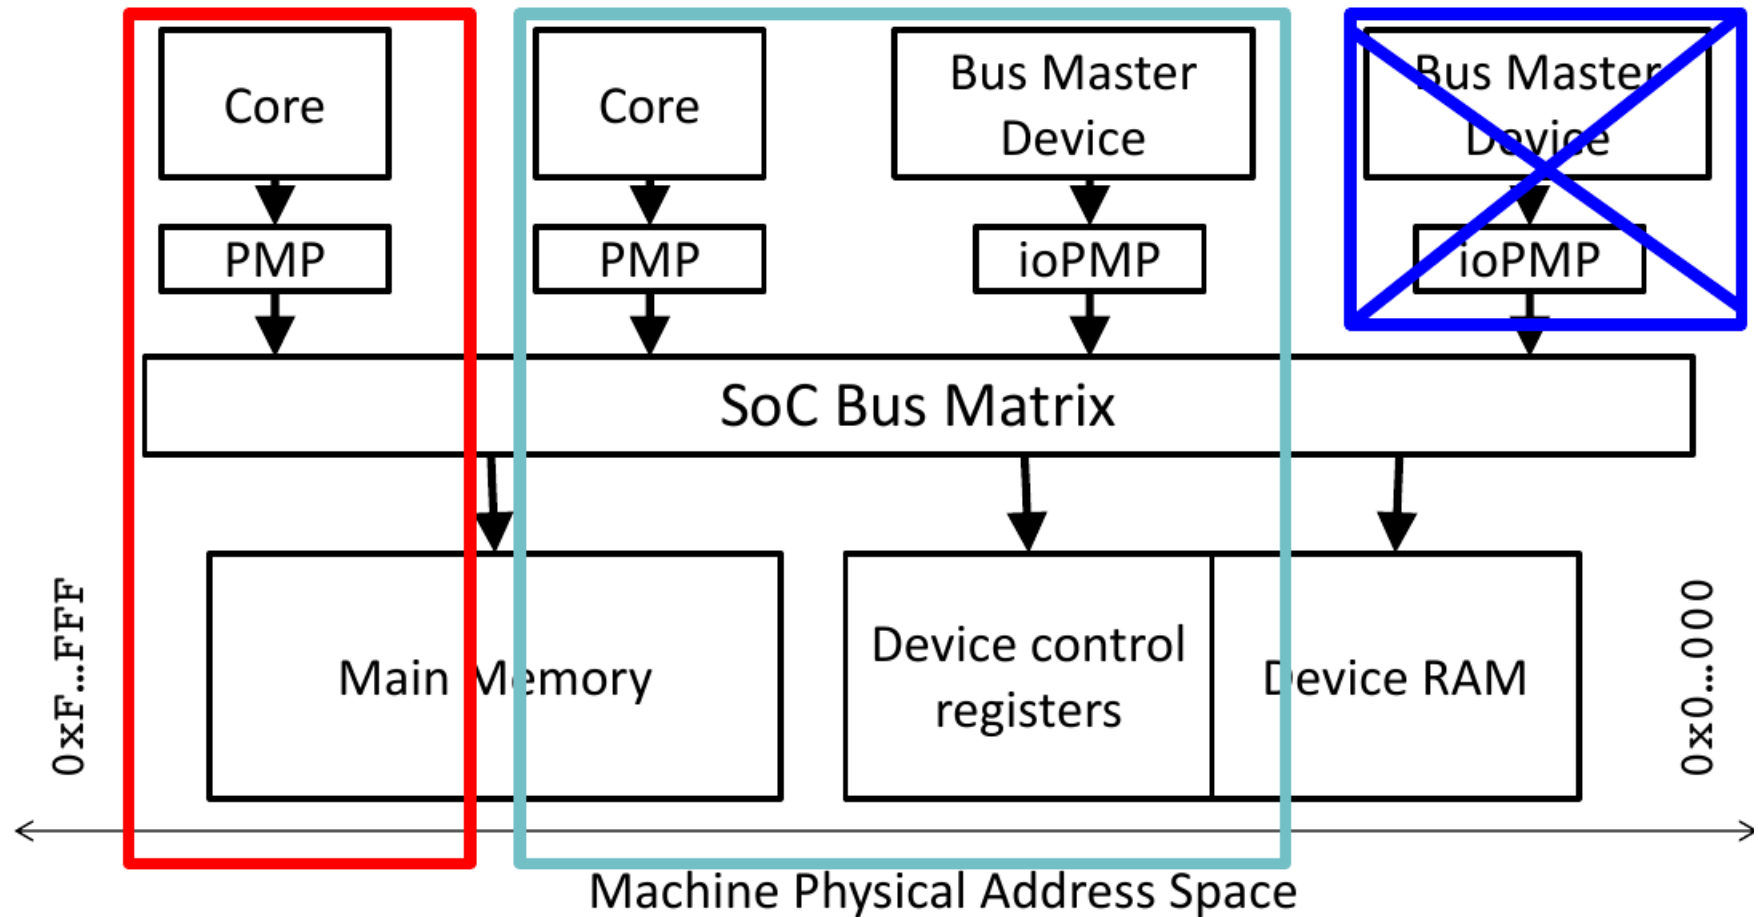 Core
Core
Bus Master
Device
Bus Master
Device
PMP
PMP
ioPMP
ioPMP
SoC Bus Matrix
0xF...FFF
Main Memory
Device control
registers
Device RAM
0x0...000
Machine Physical Address Space